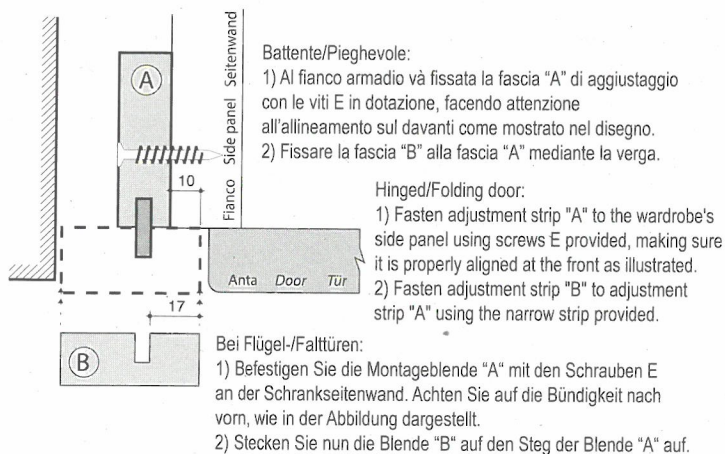 A
10
Fianco Side panel Seitenwand
Anta Door Tür
17
B
Battente/Pieghevole:
1) Al fianco armadio và fissata la fascia “A” di aggiustaggio
con le viti E in dotazione, facendo attenzione
all'allineamento sul davanti come mostrato nel disegno.
2) Fissare la fascia “B” alla fascia “A” mediante la verga.
Hinged/Folding door:
1) Fasten adjustment strip "A" to the wardrobe's
side panel using screws E provided, making sure
it is properly aligned at the front as illustrated.
2) Fasten adjustment strip "B" to adjustment
strip "A" using the narrow strip provided.
Bei Flügel-/Falttüren:
1) Befestigen Sie die Montageblende “A” mit den Schrauben E
an der Schrankseitenwand. Achten Sie auf die Bündigkeit nach
vorn, wie in der Abbildung dargestellt.
2) Stecken Sie nun die Blende “B“ auf den Steg der Blende “A” auf.